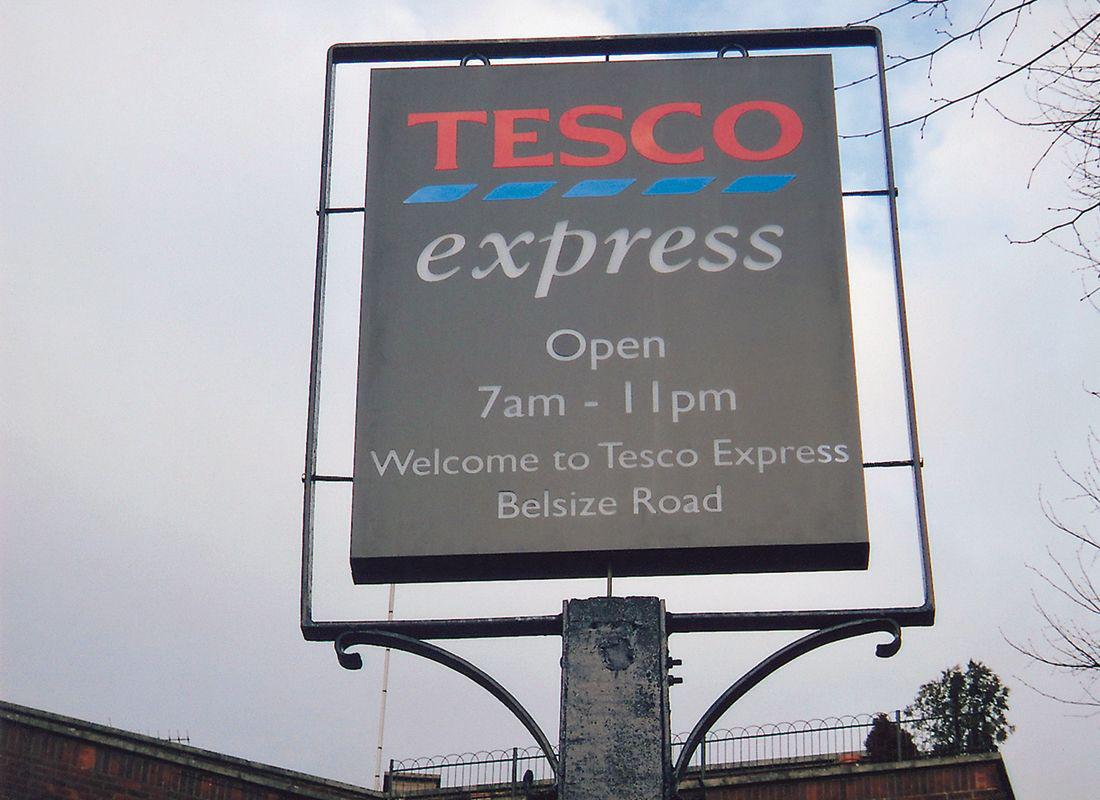 TESCO
express
Open
7am - 11pm
Welcome to Tesco Express
Belsize Road